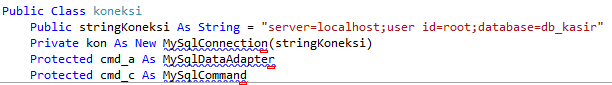 Public Class koneksi
Public stringKoneksi As String = "server=localhost;user id=root;database=db_kasir"
Private kon As New MySqlConnection(stringKoneksi)
Protected cmd_a As MySqlDataAdapter
Protected cmd_c As MySqlCommand